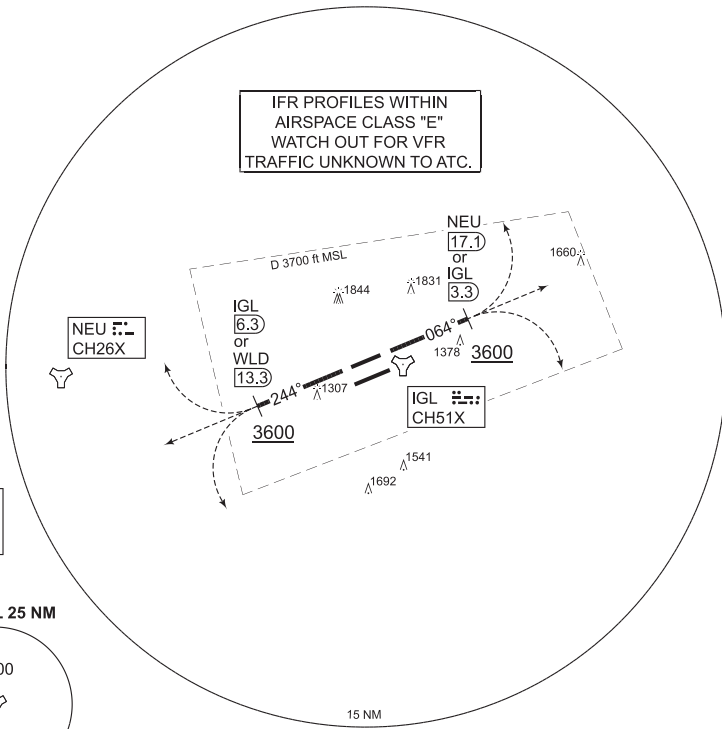 IFR PROFILES WITHIN
AIRSPACE CLASS "E"
WATCH OUT FOR VFR
TRAFFIC UNKNOWN TO ATC.
NEU
17.1
or
IGL
3.3
1660
D 3700 ft MSL
1844
1831
IGL
6.3
or
WLD
13.3
NEU
CH26X
064°
1378
3600
244°
1307
IGL
CH51X
3600
1541
1692
25 NM
00
15 NM